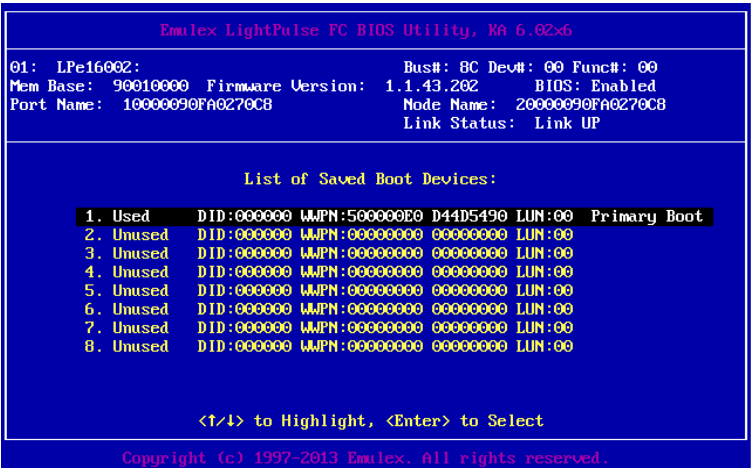 Emulex LightPulse FC BIOS Utility, KA 6.02x6
01: LPe16002: Bus#: 8C Dev#: 00 Func#: 00
Mem Base: 90010000 Firmware Version: 1.1.43.202 BIOS: Enabled
Port Name: 10000090FA0270C8 Node Name: 20000090FA0270C8
Link Status: Link UP
List of Saved Boot Devices:
1. Used DID:000000 WWPN:500000E0 D44D5490 LUN:00 Primary Boot
2. Unused DID:000000 WWPN:00000000 00000000 LUN:00
3. Unused DID:000000 WWPN:00000000 00000000 LUN:00
4. Unused DID:000000 WWPN:00000000 00000000 LUN:00
5. Unused DID:000000 WWPN:00000000 00000000 LUN:00
6. Unused DID:000000 WWPN:00000000 00000000 LUN:00
7. Unused DID:000000 WWPN:00000000 00000000 LUN:00
8. Unused DID:000000 WWPN:00000000 00000000 LUN:00
<↑/↓> to Highlight, <Enter> to Select
Copyright (c) 1997-2013 Emulex. All rights reserved.